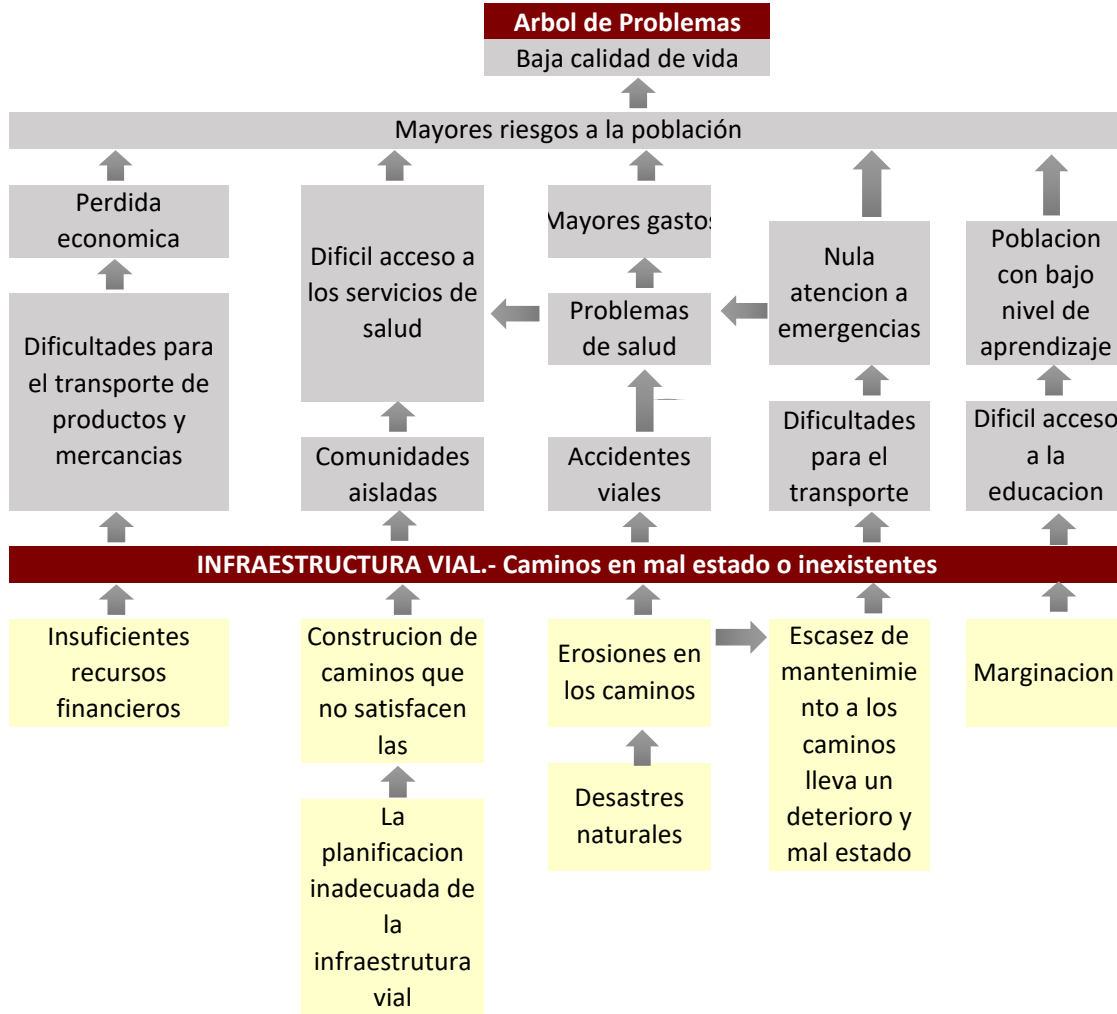 Arbol de Problemas
Baja calidad de vida
Mayores riesgos a la población
Perdida
economica
Dificil acceso a
los servicios de
salud
Mayores gastos
Nula
atencion a
emergencias
Poblacion
con bajo
nivel de
aprendizaje
Dificultades para
el transporte de
productos y
mercancias
Problemas
de salud
Comunidades
aisladas
Accidentes
viales
Dificultades
para el
transporte
Dificil acceso
a la
educacion
INFRAESTRUCTURA VIAL.- Caminos en mal estado o inexistentes
Insuficientes
recursos
financieros
Construcion de
caminos que
no satisfacen
las
Erosiones en
los caminos
Escasez de
mantenimie
nto a los
caminos
lleva un
deterioro y
mal estado
Marginacion
La
planificacion
inadecuada de
la
infraestrutura
vial
Desastres
naturales